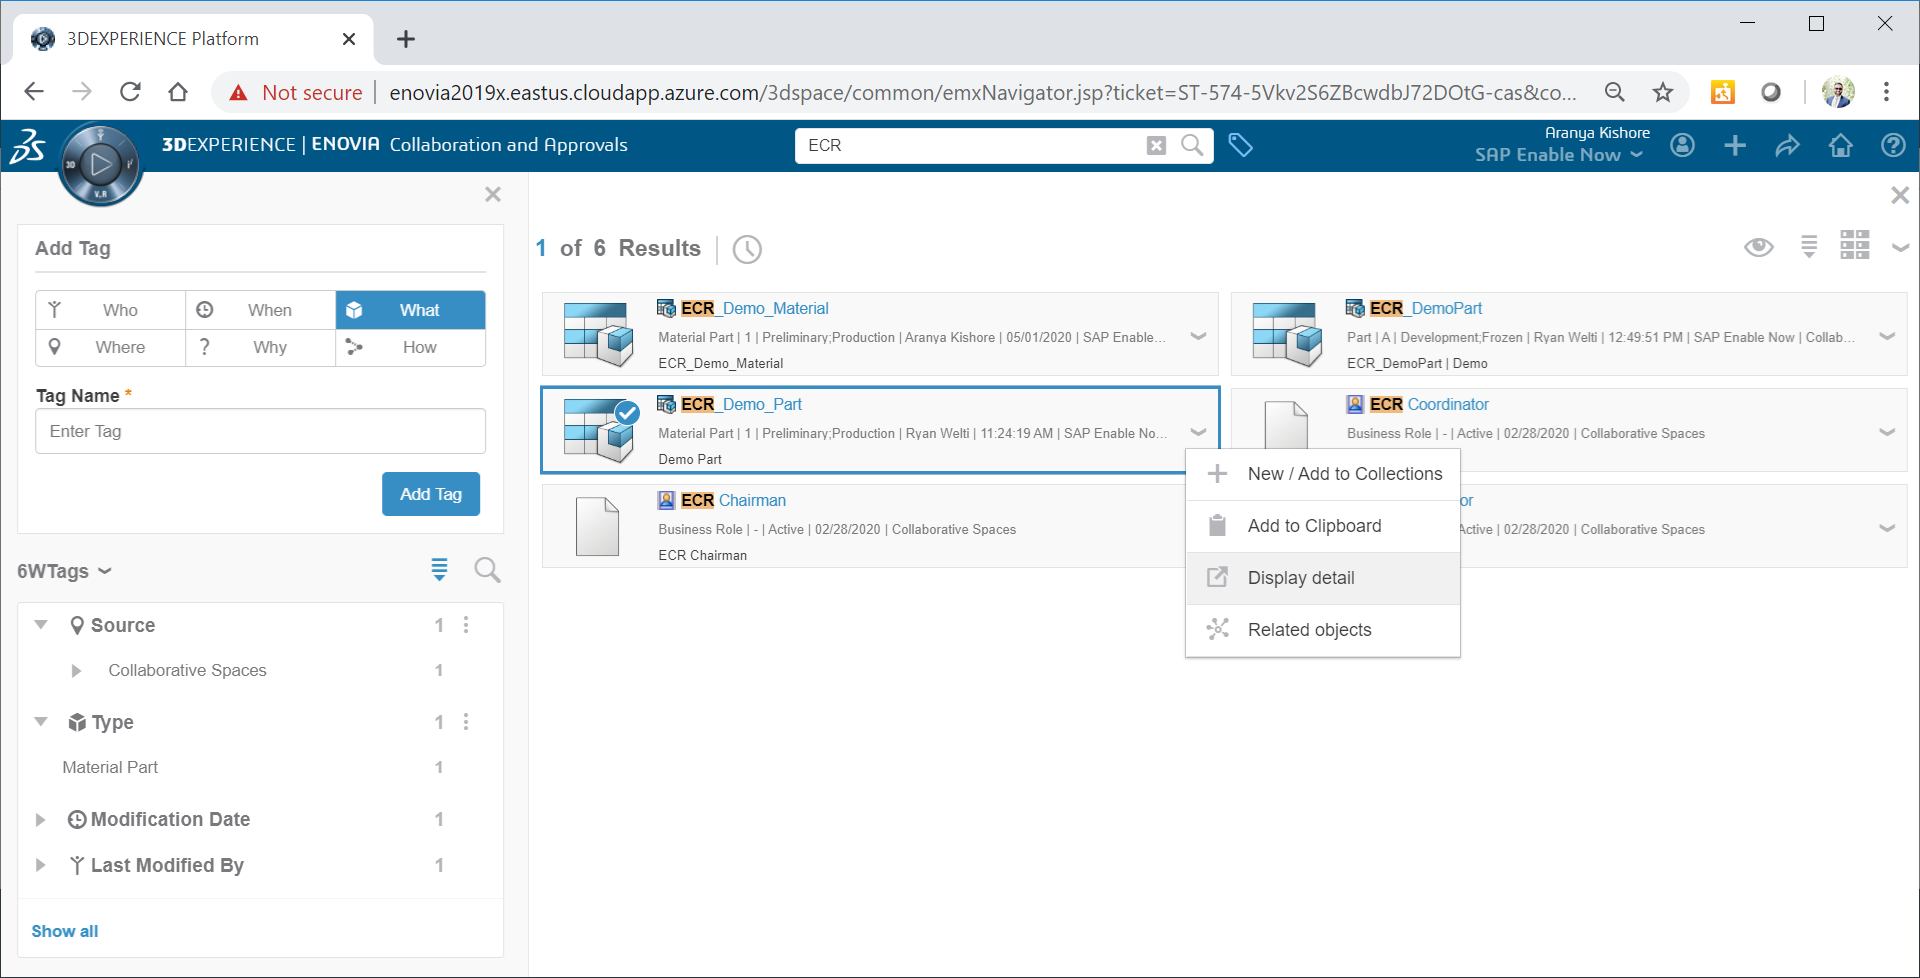 3DEXPERIENCE Platform
Not secure | enovia2019x.eastus.cloudapp.azure.com/3dspace/common/emxNavigator.jsp?ticket=ST-574-5Vkv2S6ZBcwdbJ72DOtG-cas&co...
3D
V.R
3DEXPERIENCE | ENOVIA Collaboration and Approvals
ECR
Aranya Kishore
SAP Enable Now
Add Tag
Who
When
What
Where
Why
How
Tag Name *
Enter Tag
Add Tag
6WTags
Source 1
Collaborative Spaces 1
Type 1
Material Part 1
Modification Date 1
Last Modified By 1
Show all
1 of 6 Results
ECR_Demo_Material
Material Part | 1 | Preliminary;Production | Aranya Kishore | 05/01/2020 | SAP Enable...
ECR_Demo_Material
ECR_DemoPart
Part | A | Development;Frozen | Ryan Welti | 12:49:51 PM | SAP Enable Now | Collab...
ECR_DemoPart | Demo
ECR_Demo_Part
Material Part | 1 | Preliminary;Production | Ryan Welti | 11:24:19 AM | SAP Enable No...
Demo Part
ECR Coordinator
Business Role | - | Active | 02/28/2020 | Collaborative Spaces
ECR Chairman
Business Role | - | Active | 02/28/2020 | Collaborative Spaces
ECR Chairman
or
Active | 02/28/2020 | Collaborative Spaces
New / Add to Collections
Add to Clipboard
Display detail
Related objects